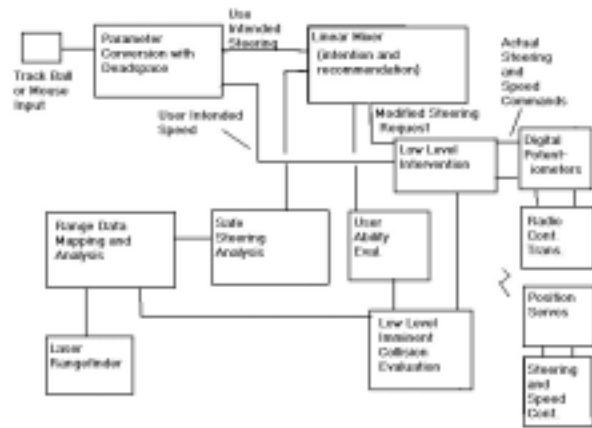 Parameter
Conversion with
Deadspace
Use
Intended
Steering
Linear Mixer
(intention and
recommendation)
Actual
Steering
and
Speed
Commands
Track Ball
or Mouse
Input
User Intended
Speed
Modified Steering
Request
Low Level
Intervention
Digital
Potent-
iometers
Range Data
Mapping and
Analysis
Safe
Steering
Analysis
User
Ability
Eval.
Radio
Cont.
Trans.
Laser
Rangefinder
Low Level
Imminent
Collision
Evaluation
Position
Servos
Steering
and
Speed
Cont.